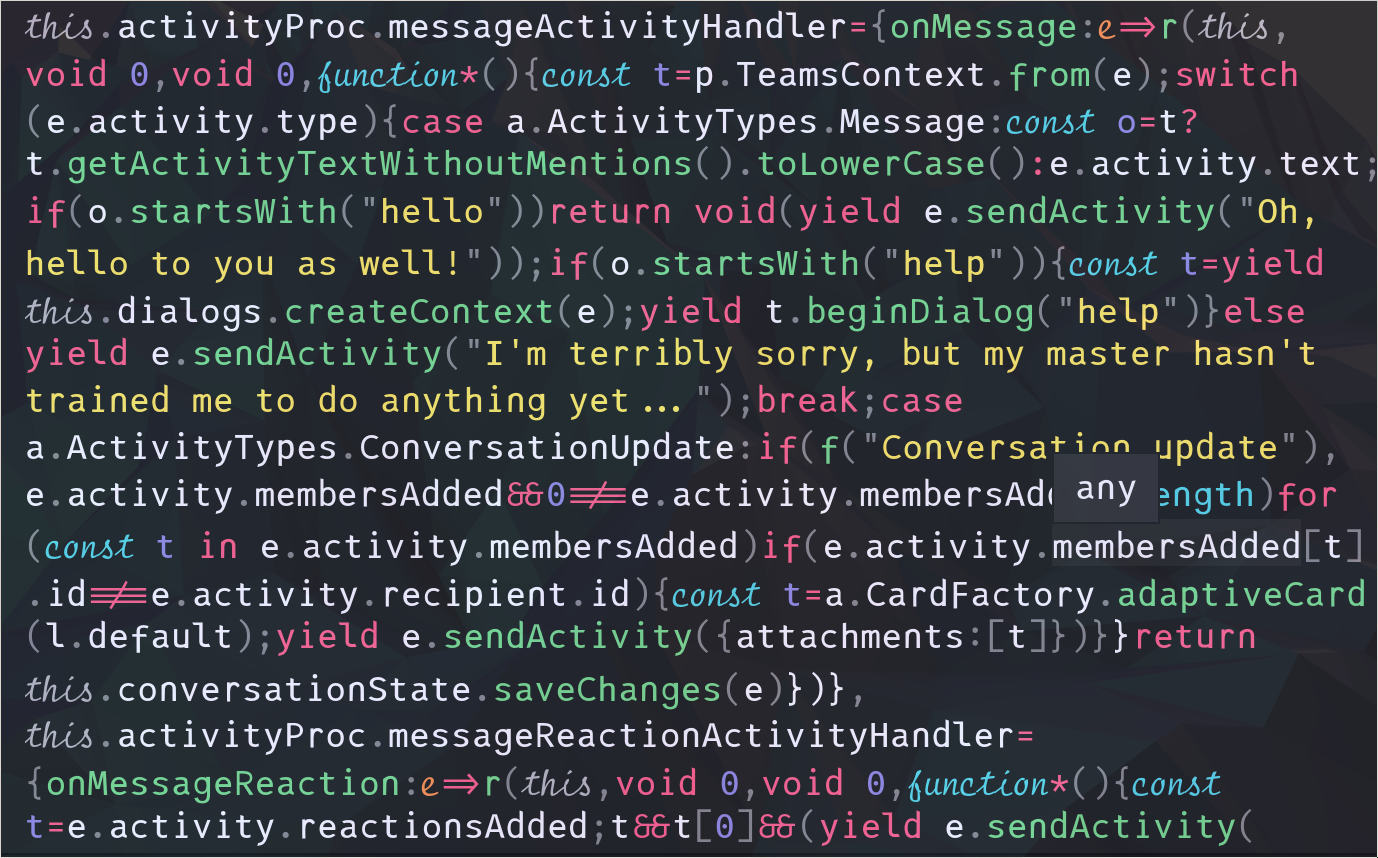 this.activityProc.messageActivityHandler={onMessage:e=>r(this,
void 0,void 0,function*(){const t=p.TeamsContext.from(e);switch
(e.activity.type){case a.ActivityTypes.Message:const o=t?
t.getActivityTextWithoutMentions().toLowerCase():e.activity.text;
if(o.startsWith("hello"))return void(yield e.sendActivity("Oh,
hello to you as well!"));if(o.startsWith("help")){const t=yield
this.dialogs.createContext(e);yield t.beginDialog("help")}else
yield e.sendActivity("I'm terribly sorry, but my master hasn't
trained me to do anything yet...");break;case
a.ActivityTypes.ConversationUpdate:if(f("Conversation update"),
e.activity.membersAdded&&0!==e.activity.membersAd any ength)for
(const t in e.activity.membersAdded)if(e.activity.membersAdded[t]
.id!==e.activity.recipient.id){const t=a.CardFactory.adaptiveCard
(l.default);yield e.sendActivity({attachments:[t]})}}return
this.conversationState.saveChanges(e)})},
this.activityProc.messageReactionActivityHandler=
{onMessageReaction:e=>r(this,void 0,void 0,function*(){const
t=e.activity.reactionsAdded;t&&t[0]&&(yield e.sendActivity(